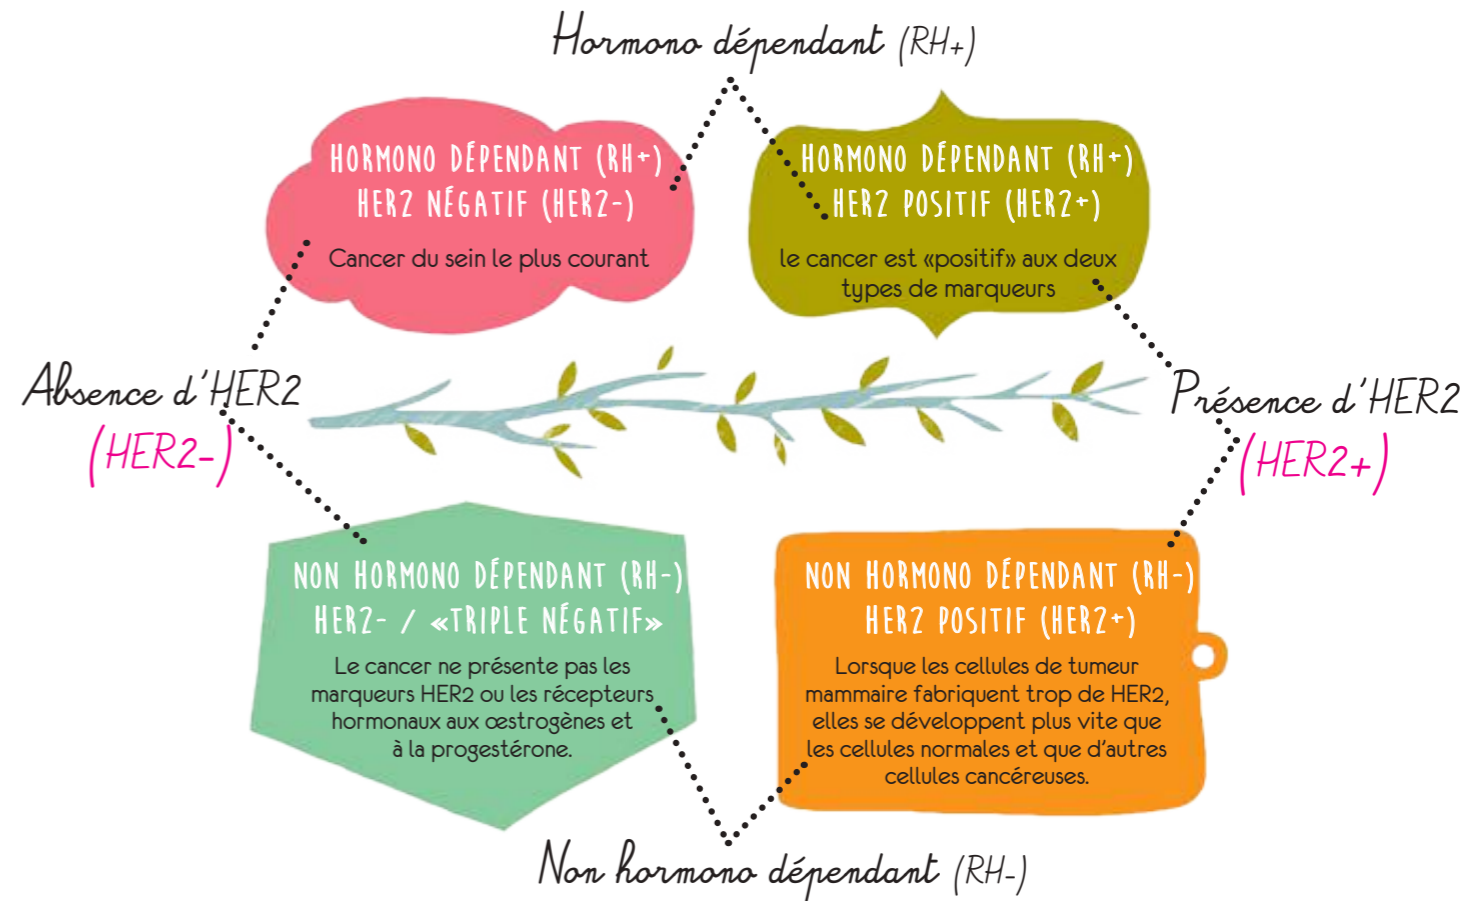 Hormono dépendant (RH+)
HORMONO DÉPENDANT (RH+)
HER2 NÉGATIF (HER2-)
Cancer du sein le plus courant
HORMONO DÉPENDANT (RH+)
HER2 POSITIF (HER2+)
le cancer est «positif» aux deux
types de marqueurs
Absence d'HER2
(HER2-)
Présence d'HER2
(HER2+)
NON HORMONO DÉPENDANT (RH-)
HER2- / «TRIPLE NÉGATIF»
Le cancer ne présente pas les
marqueurs HER2 ou les récepteurs
hormonaux aux œstrogènes et
à la progestérone.
NON HORMONO DÉPENDANT (RH-)
HER2 POSITIF (HER2+)
Lorsque les cellules de tumeur
mammaire fabriquent trop de HER2,
elles se développent plus vite que
les cellules normales et que d'autres
cellules cancéreuses.
Non hormono dépendant (RH-)